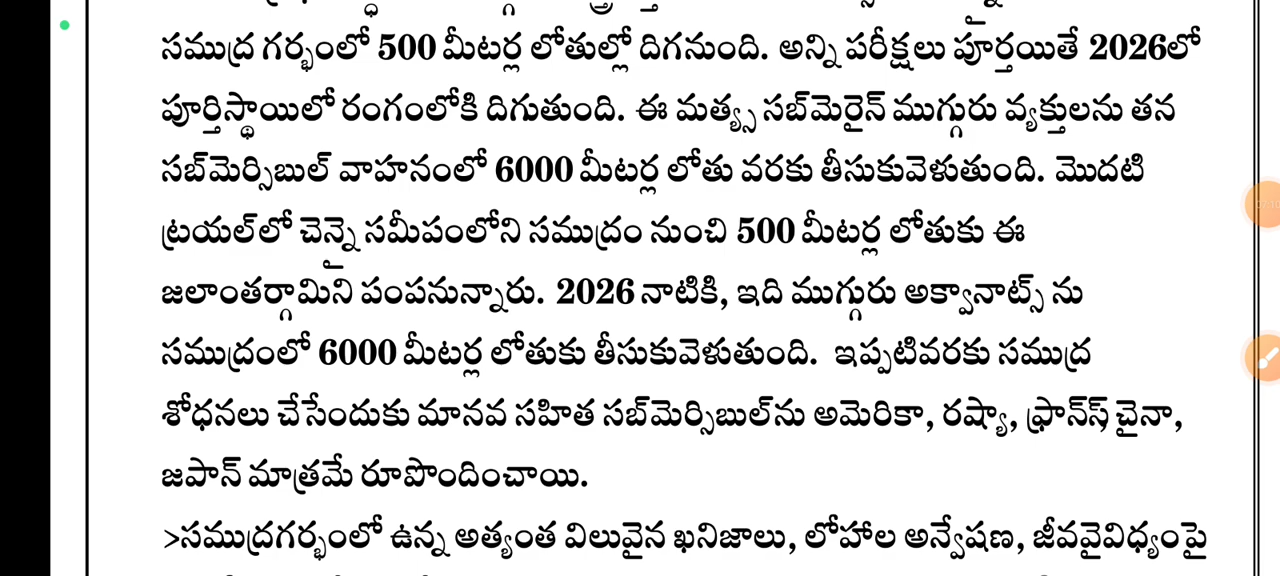 సముద్ర గర్భంలో 500 మీటర్ల లోతుల్లో దిగనుంది. అన్ని పరీక్షలు పూర్తయితే 2026లో
పూర్తిస్థాయిలో రంగంలోకి దిగుతుంది. ఈ మత్స్య సబ్‌మెరైన్ ముగ్గురు వ్యక్తులను తన
సబ్‌మెర్సిబుల్ వాహనంలో 6000 మీటర్ల లోతు వరకు తీసుకువెళుతుంది. మొదటి
ట్రయల్‌లో చెన్నై సమీపంలోని సముద్రం నుంచి 500 మీటర్ల లోతుకు ఈ
జలాంతర్గామిని పంపనున్నారు. 2026 నాటికి, ఇది ముగ్గురు అక్వానాట్స్ ను
సముద్రంలో 6000 మీటర్ల లోతుకు తీసుకువెళుతుంది. ఇప్పటివరకు సముద్ర
శోధనలు చేసేందుకు మానవ సహిత సబ్‌మెర్సిబుల్‌ను అమెరికా, రష్యా, ఫ్రాన్స్, చైనా,
జపాన్ మాత్రమే రూపొందించాయి.
>సముద్రగర్భంలో ఉన్న అత్యంత విలువైన ఖనిజాలు, లోహాల అన్వేషణ, జీవవైవిధ్యంపై